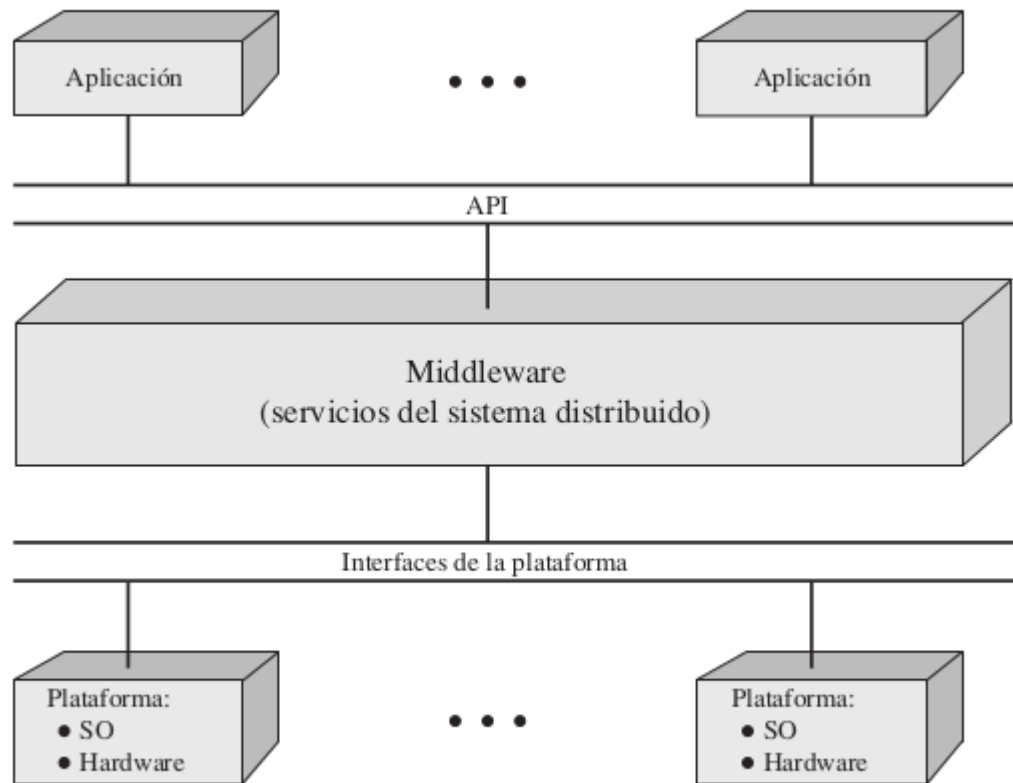 Aplicación
Aplicación
API
Middleware
(servicios del sistema distribuido)
Interfaces de la plataforma
Plataforma:
● SO
● Hardware
Plataforma:
● SO
● Hardware